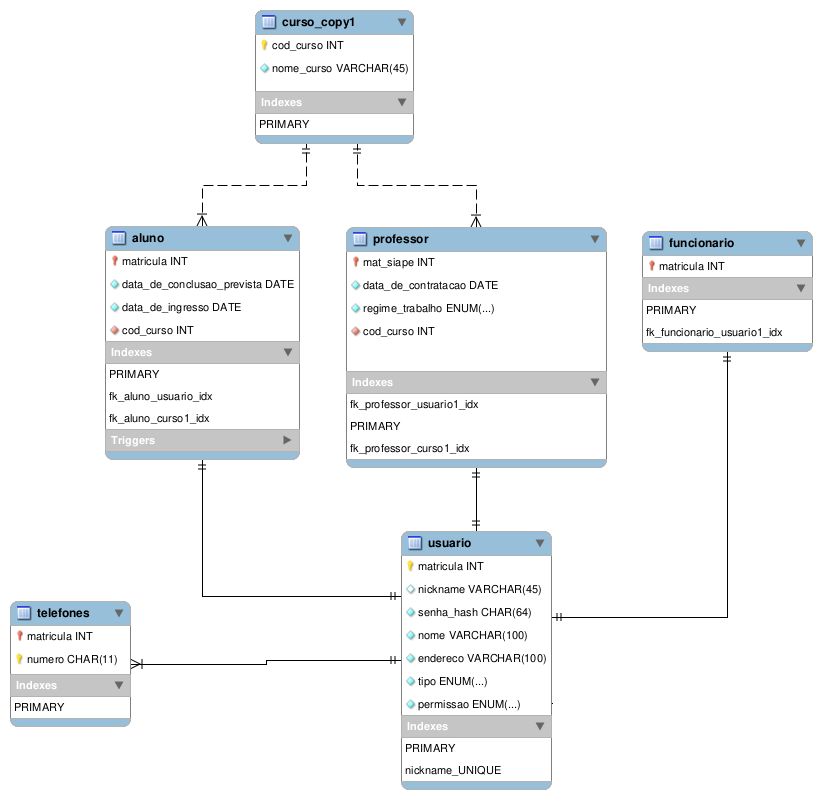 curso_copy1
cod_curso INT
nome_curso VARCHAR(45)
Indexes
PRIMARY
aluno
matricula INT
data_de_conclusao_prevista DATE
data_de_ingresso DATE
cod_curso INT
Indexes
PRIMARY
fk_aluno_usuario_idx
fk_aluno_curso1_idx
Triggers
professor
mat_siape INT
data_de_contratacao DATE
regime_trabalho ENUM(...)
cod_curso INT
Indexes
fk_professor_usuario1_idx
PRIMARY
fk_professor_curso1_idx
funcionario
matricula INT
Indexes
PRIMARY
fk_funcionario_usuario1_idx
telefones
matricula INT
numero CHAR(11)
Indexes
PRIMARY
usuario
matricula INT
nickname VARCHAR(45)
senha_hash CHAR(64)
nome VARCHAR(100)
endereco VARCHAR(100)
tipo ENUM(...)
permissao ENUM(...)
Indexes
PRIMARY
nickname_UNIQUE